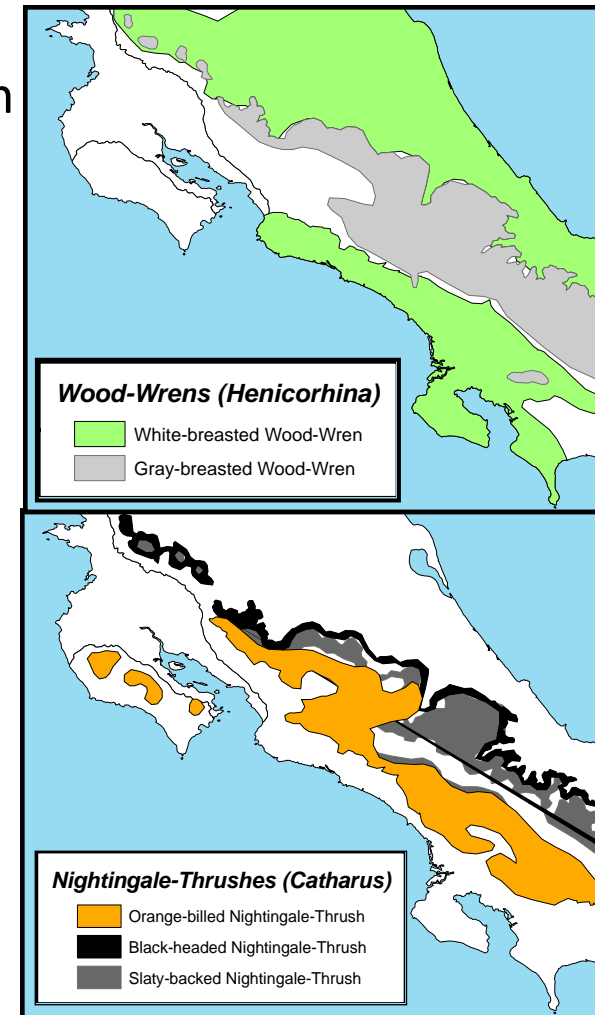 n
Wood-Wrens (Henicorhina)
White-breasted Wood-Wren
Gray-breasted Wood-Wren
Nightingale-Thrushes (Catharus)
Orange-billed Nightingale-Thrush
Black-headed Nightingale-Thrush
Slaty-backed Nightingale-Thrush